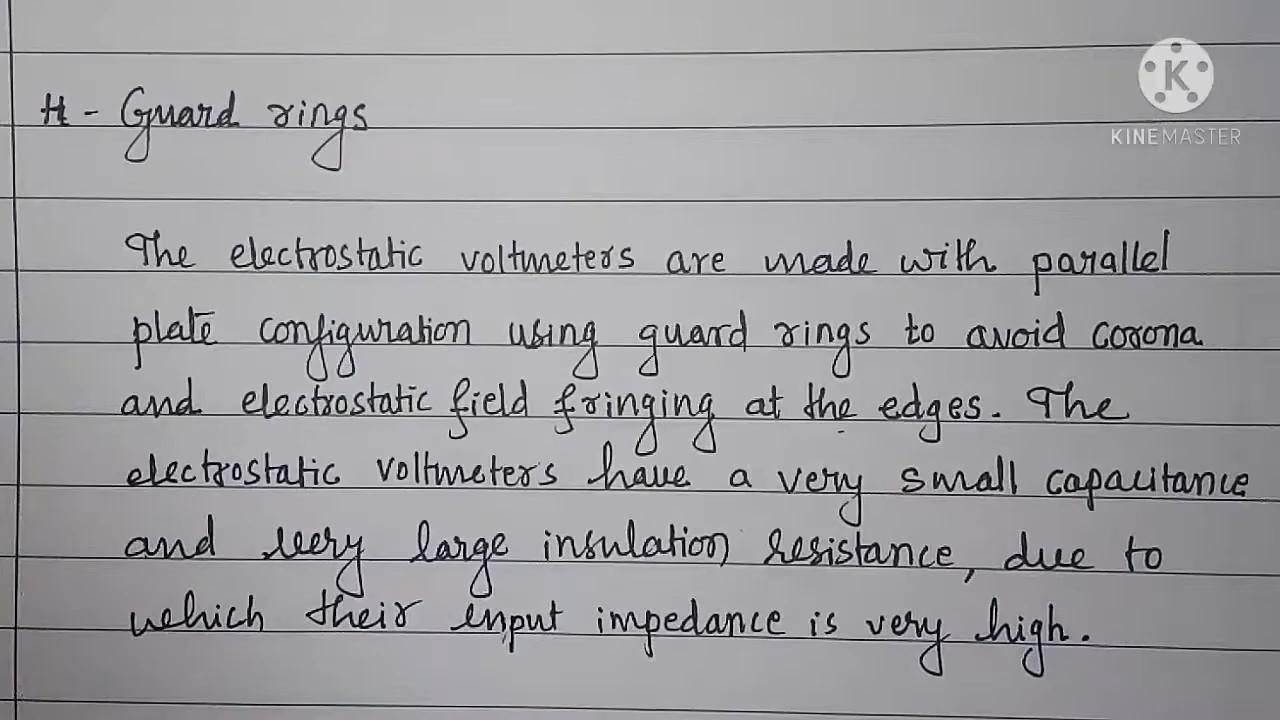 H - Guard rings
K
KINEMASTER
The electrostatic voltmeters are made with parallel
plate configuration using guard rings to avoid corona
and electrostatic field fringing at the edges. The
electrostatic voltmeters have a very small capacitance
and very large insulation resistance, due to
which their input impedance is very high.